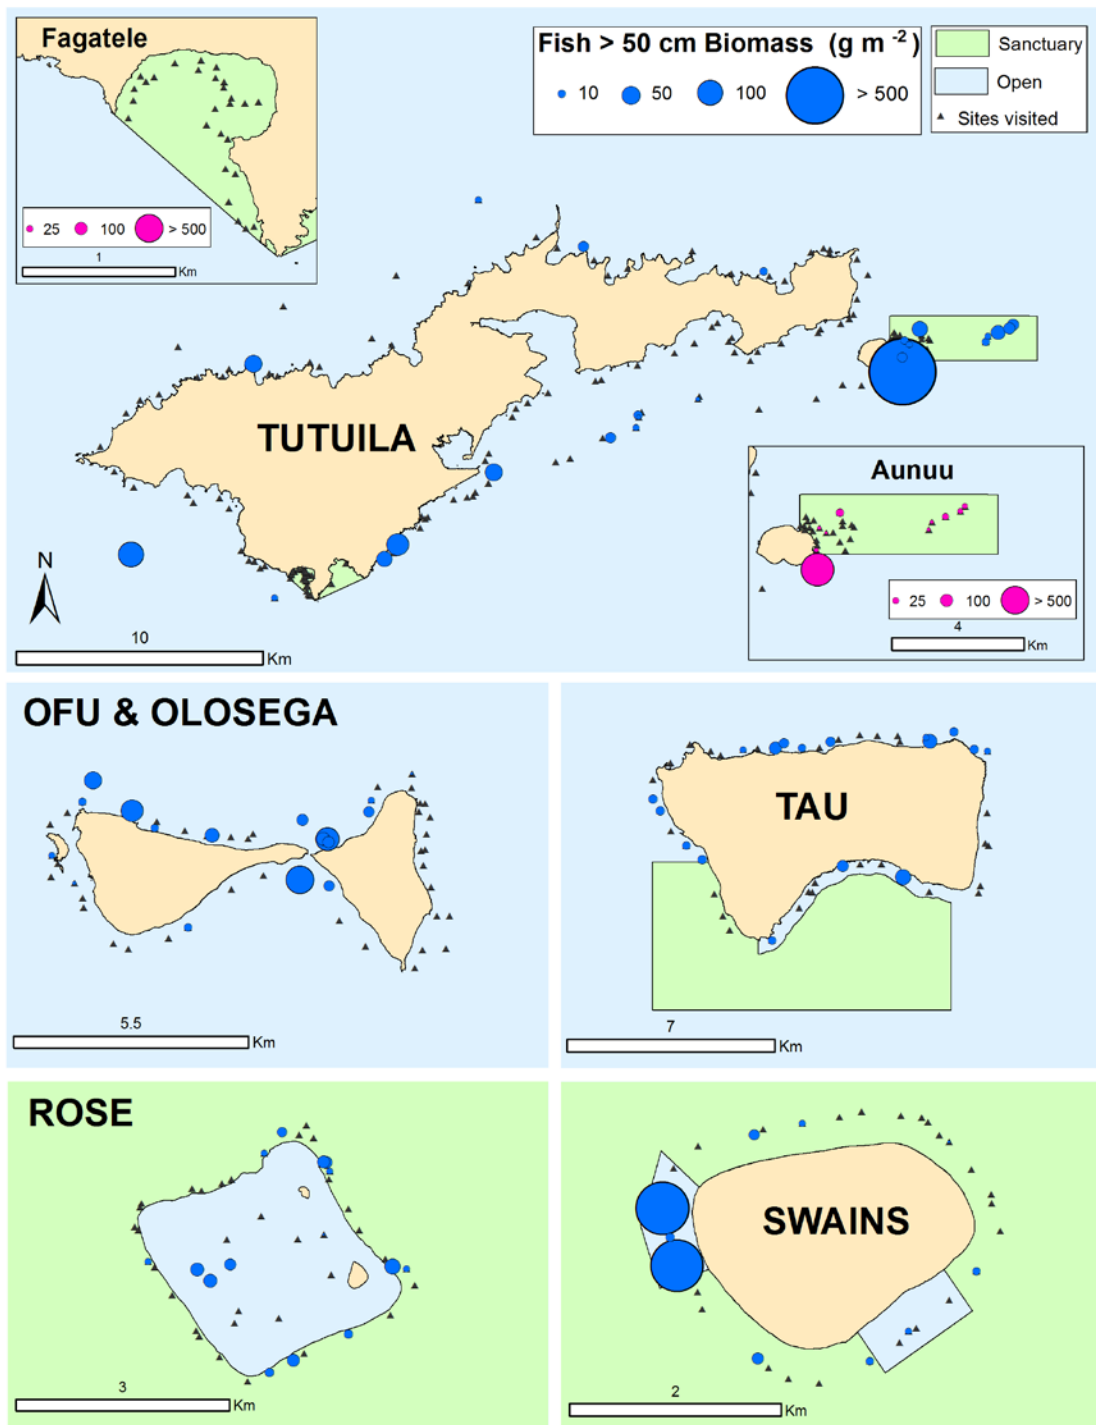 Fagatele
25 100 > 500
1
Km
Fish > 50 cm Biomass (g m -2)
10 50 100 > 500
Sanctuary
Open
Sites visited
TUTUILA
N
10
Km
Aunuu
25 100 > 500
4
Km
OFU & OLOSEGA
5.5
Km
TAU
7
Km
ROSE
3
Km
SWAINS
2
Km